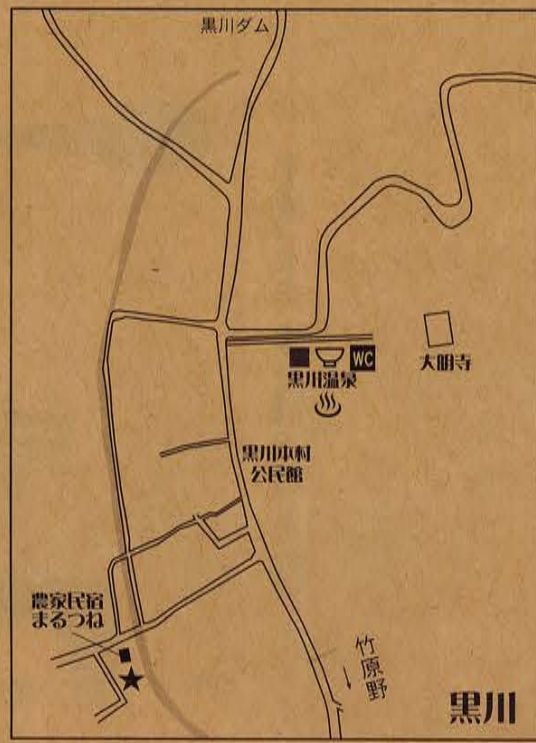 黒川ダム
WC
黒川温泉
大明寺
黒川本村
公民館
農家民宿
まるつね
竹原野
黒川